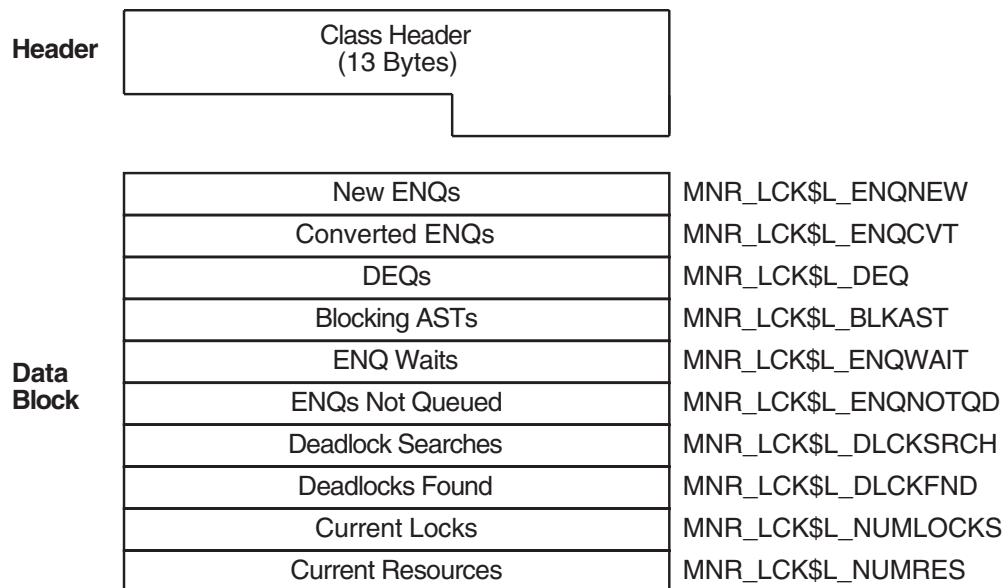 Header
Class Header
(13 Bytes)
New ENQs MNR_LCK$L_ENQNEW
Converted ENQs MNR_LCK$L_ENQCVT
DEQs MNR_LCK$L_DEQ
Blocking ASTs MNR_LCK$L_BLKAST
ENQ Waits MNR_LCK$L_ENQWAIT
Data
Block
ENQs Not Queued MNR_LCK$L_ENQNOTQD
Deadlock Searches MNR_LCK$L_DLCKSRCH
Deadlocks Found MNR_LCK$L_DLCKFND
Current Locks MNR_LCK$L_NUMLOCKS
Current Resources MNR_LCK$L_NUMRES